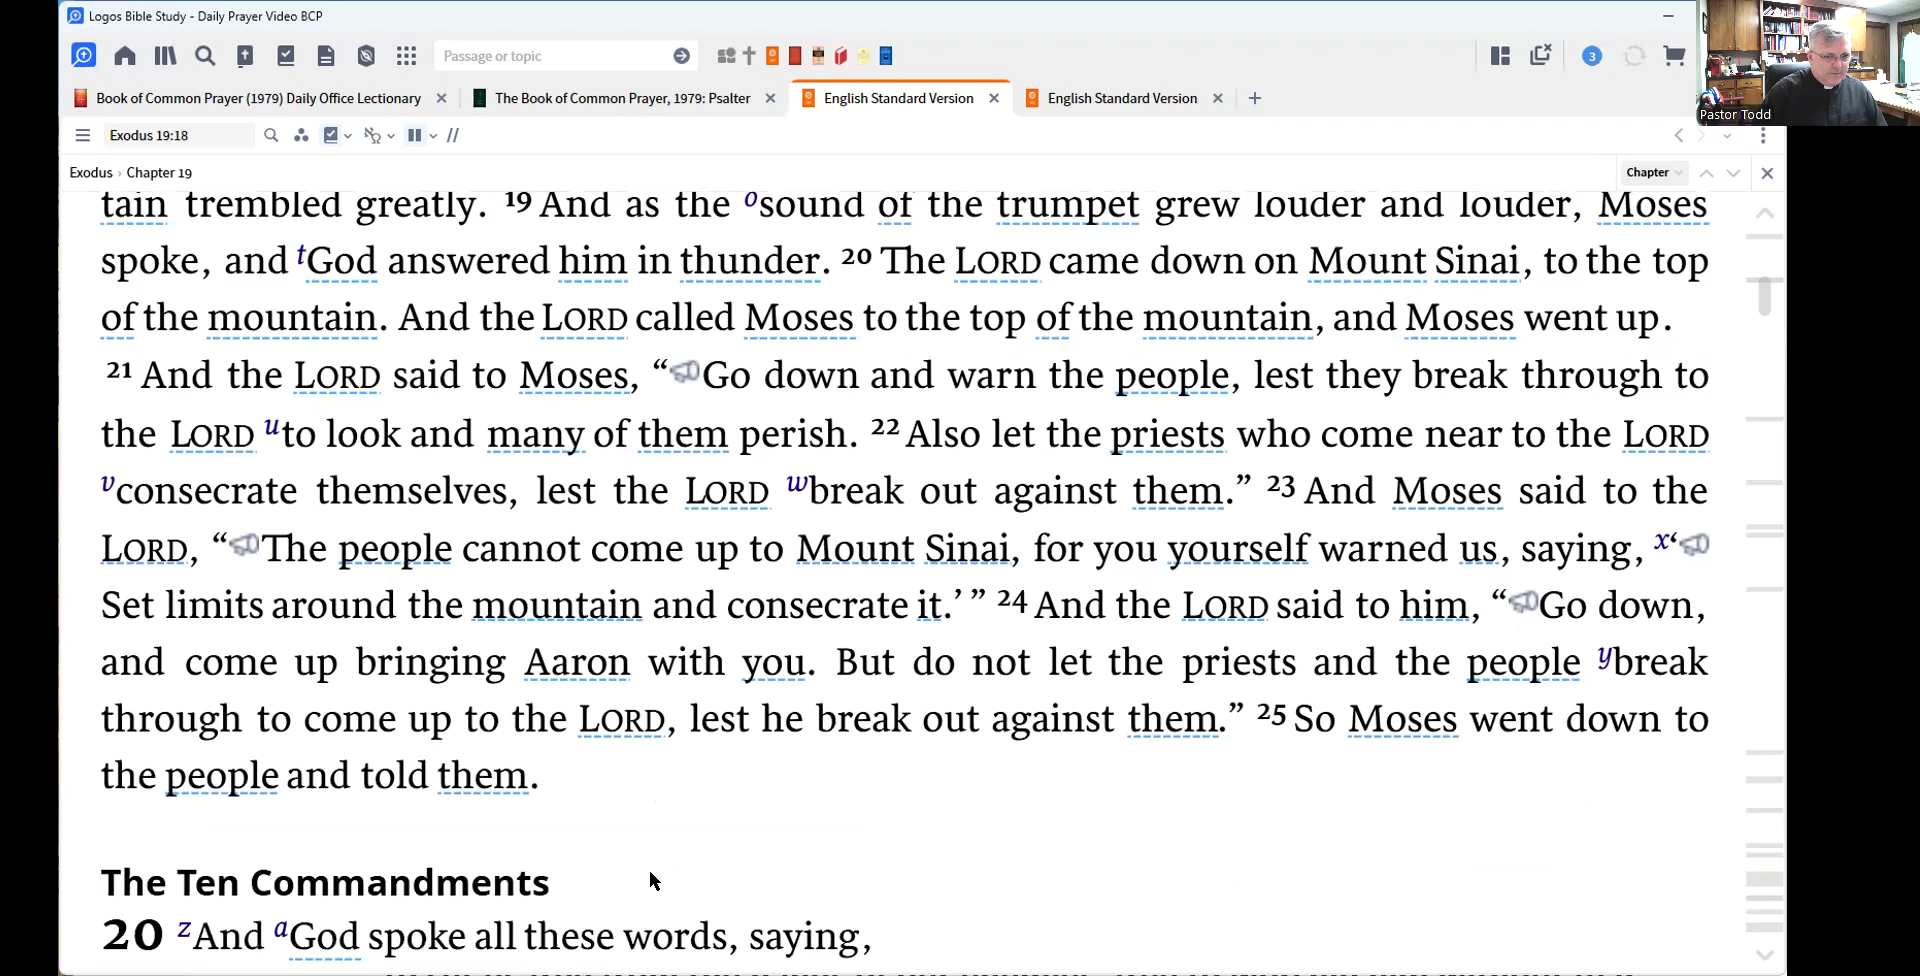 Logos Bible Study - Daily Prayer Video BCP
Passage or topic
3
Pastor Todd
Book of Common Prayer (1979) Daily Office Lectionary
The Book of Common Prayer, 1979: Psalter
English Standard Version
English Standard Version
Exodus 19:18
Exodus › Chapter 19
Chapter
tain trembled greatly. 19 And as the o sound of the trumpet grew louder and louder, Moses
spoke, and t God answered him in thunder. 20 The LORD came down on Mount Sinai, to the top
of the mountain. And the LORD called Moses to the top of the mountain, and Moses went up.
21 And the LORD said to Moses, “Go down and warn the people, lest they break through to
the LORD u to look and many of them perish. 22 Also let the priests who come near to the LORD
v consecrate themselves, lest the LORD w break out against them.” 23 And Moses said to the
LORD, “The people cannot come up to Mount Sinai, for you yourself warned us, saying, x ‘
Set limits around the mountain and consecrate it.’ ” 24 And the LORD said to him, “Go down,
and come up bringing Aaron with you. But do not let the priests and the people y break
through to come up to the LORD, lest he break out against them.” 25 So Moses went down to
the people and told them.
The Ten Commandments
20 z And a God spoke all these words, saying,